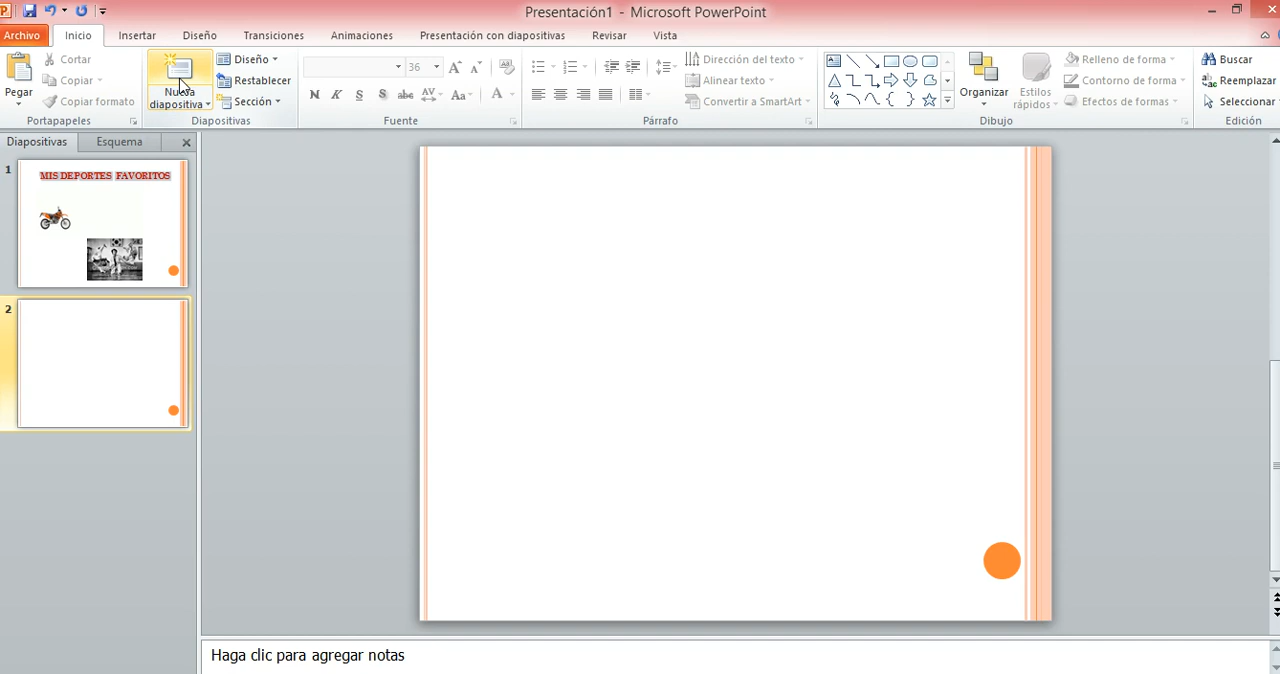 Presentación1 - Microsoft PowerPoint
Archivo Inicio Insertar Diseño Transiciones Animaciones Presentación con diapositivas Revisar Vista
Pegar
Cortar
Copiar
Copiar formato
Portapapeles
Nueva
diapositiva
Diseño
Restablecer
Sección
Diapositivas
36
N K S S abc AV Aa A
Fuente
Dirección del texto
Alinear texto
Convertir a SmartArt
Párrafo
Organizar
Estilos
rápidos
Relleno de forma
Contorno de forma
Efectos de formas
Dibujo
Buscar
Reemplazar
Seleccionar
Edición
Diapositivas Esquema
1
MIS DEPORTES FAVORITOS
2
Haga clic para agregar notas